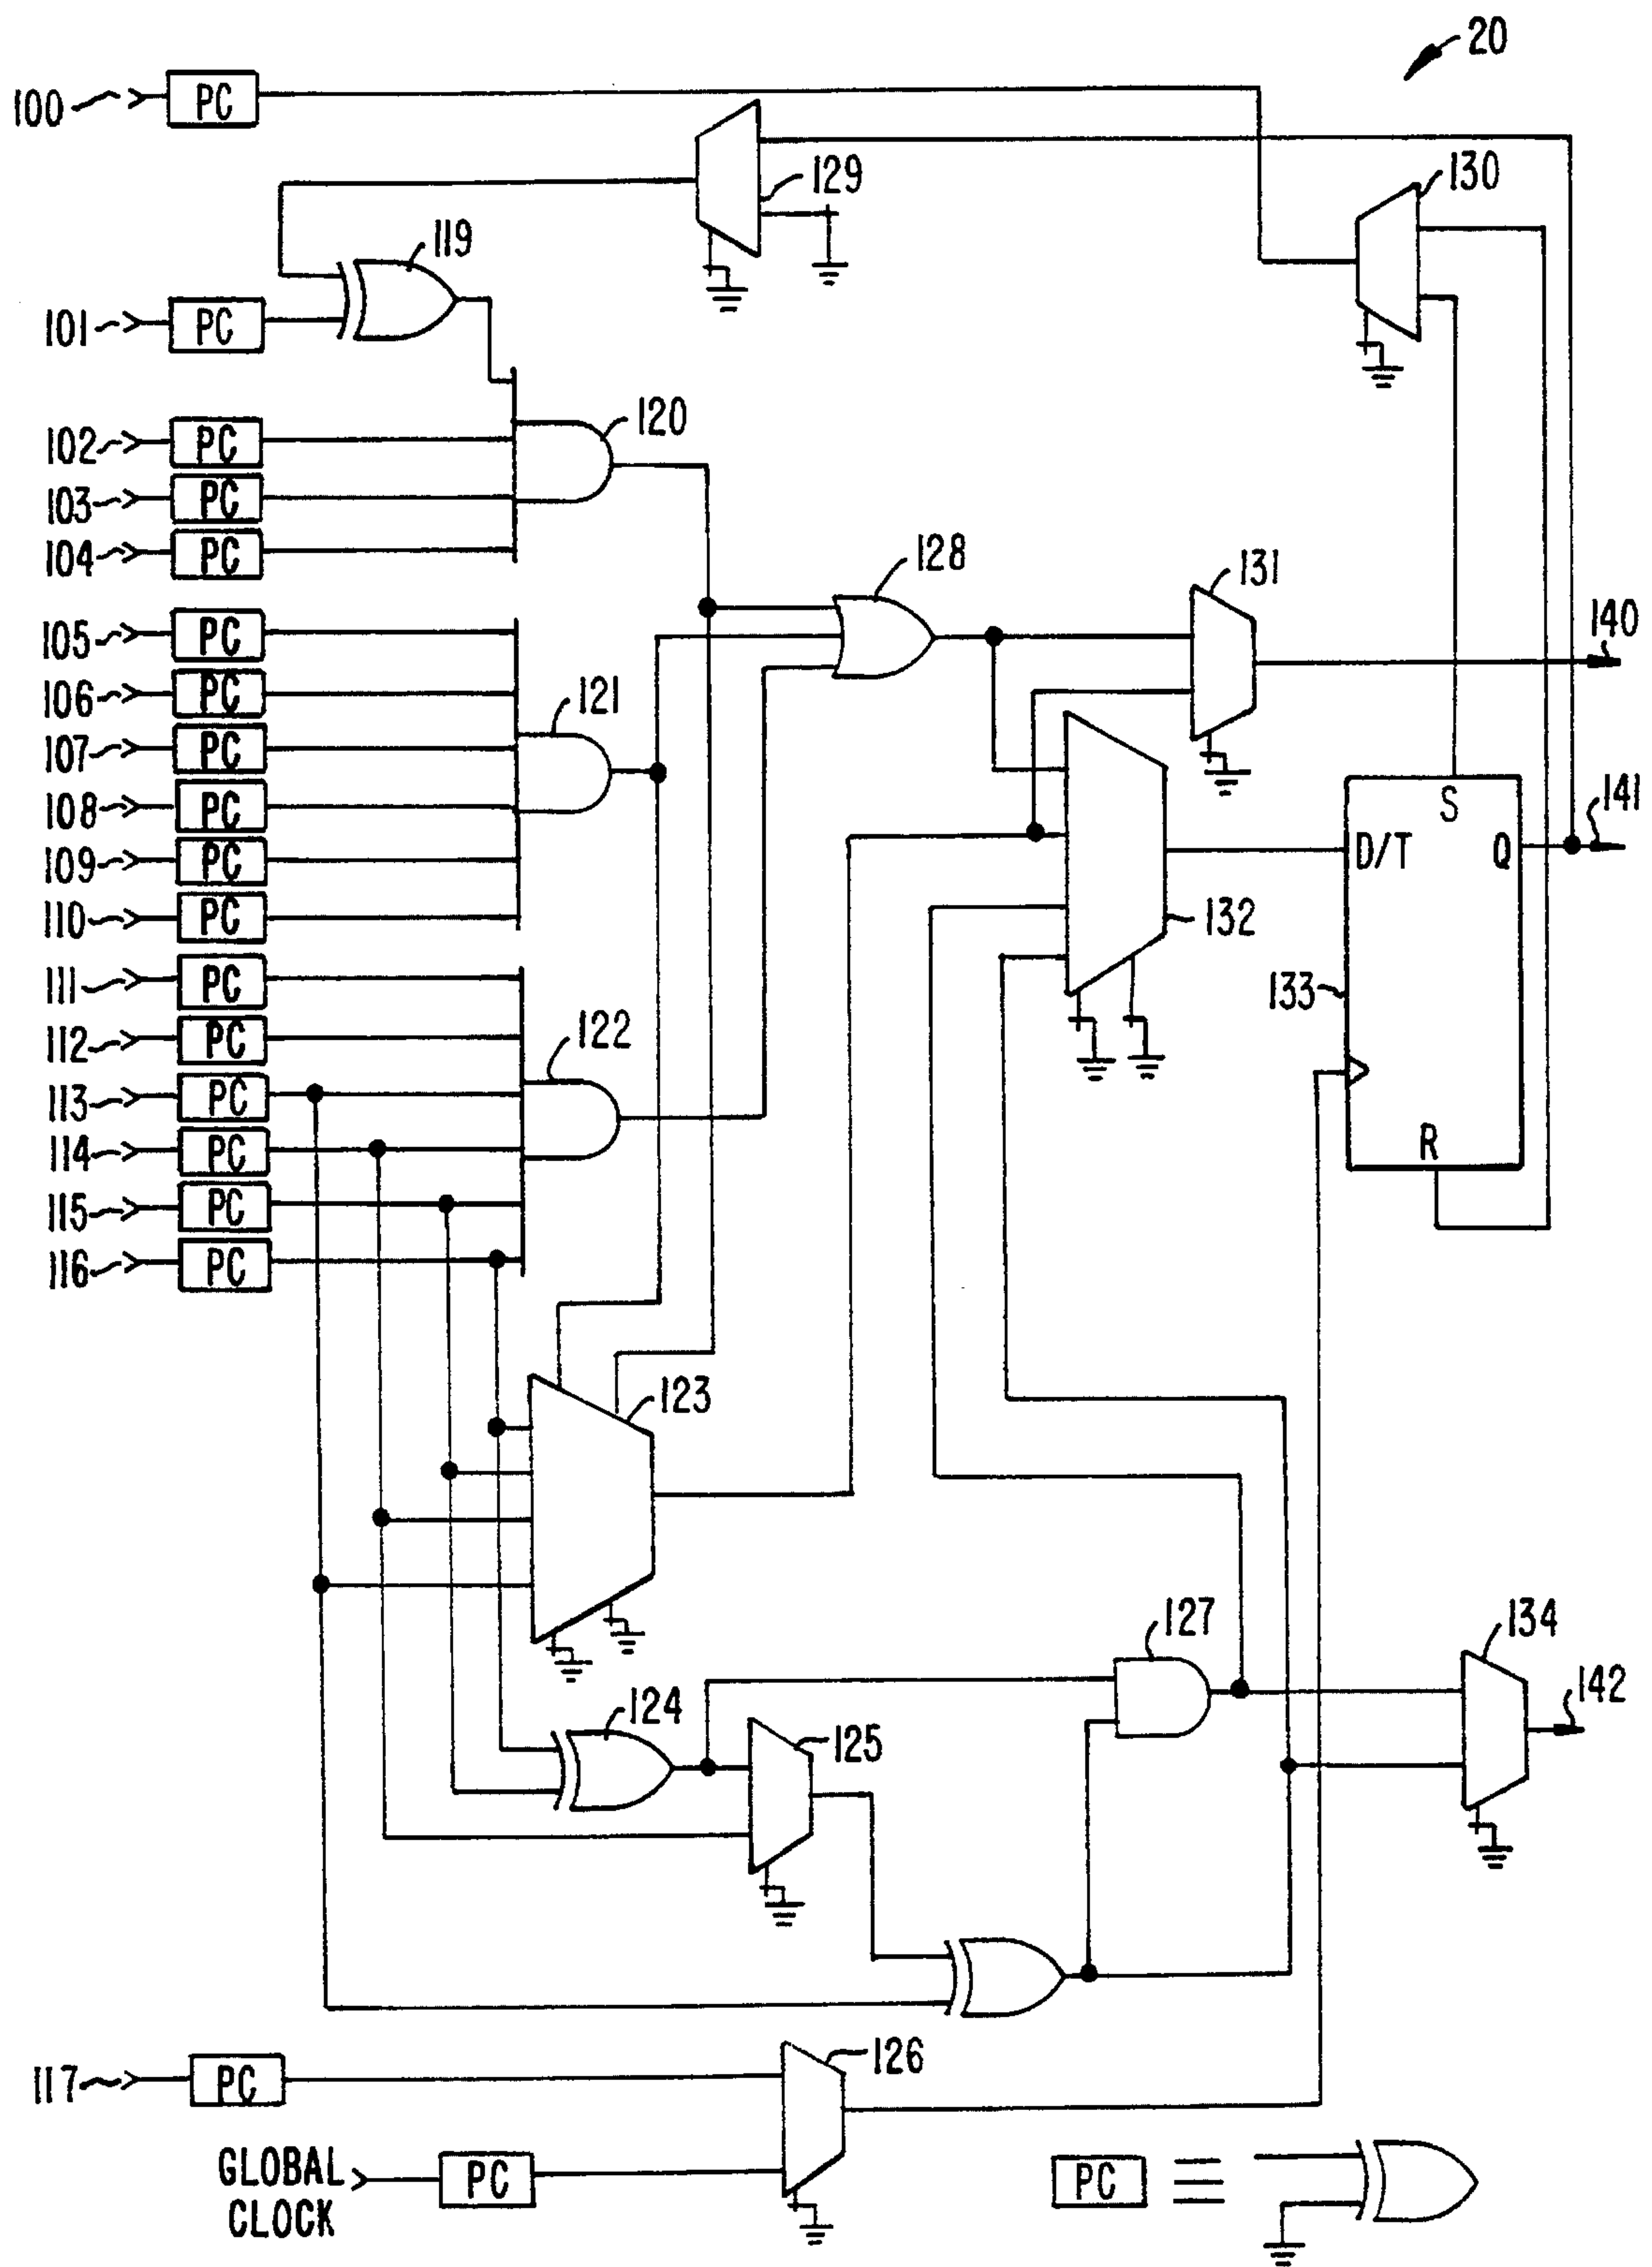 20
100 PC
129
130
119
101 PC
120
102 PC
103 PC
104 PC
128
131
105 PC
140
106 PC
121
107 PC
108 PC
S
141
109 PC
D/T Q
110 PC
132
111 PC
133
112 PC
122
113 PC
114 PC
R
115 PC
116 PC
123
127
134
124
125
142
117 PC
126
GLOBAL
CLOCK
PC
PC